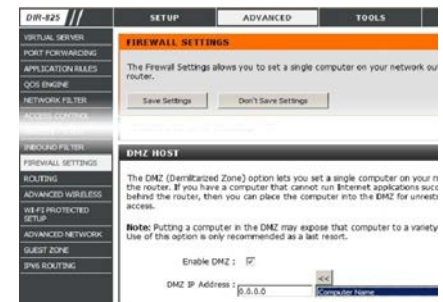 DIR-825
SETUP
ADVANCED
TOOLS
VIRTUAL SERVER
PORT FORWARDING
APPLICATION RULES
QOS ENGINE
NETWORK FILTER
ACCESS CONTROL
INBOUND FILTER
FIREWALL SETTINGS
ROUTING
ADVANCED WIRELESS
WI-FI PROTECTED
SETUP
ADVANCED NETWORK
GUEST ZONE
IPV6 ROUTING
FIREWALL SETTINGS
The Firewall Settings allows you to set a single computer on your network out
router.
Save Settings
Don't Save Settings
DMZ HOST
The DMZ (Demilitarized Zone) option lets you set a single computer on your n
the router. If you have a computer that cannot run Internet applications succ
behind the router, then you can place the computer into the DMZ for unrest
access.
Note: Putting a computer in the DMZ may expose that computer to a variety
Use of this option is only recommended as a last resort.
Enable DMZ :
DMZ IP Address :
<<
0.0.0.0
Computer Name